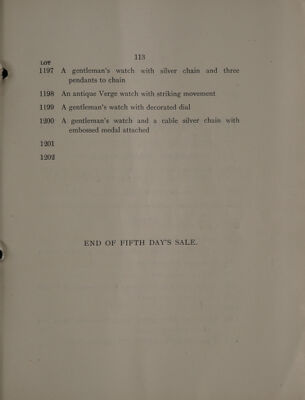 113
LOT
1197 A gentleman's watch with silver chain and three
pendants to chain
1198 An antique Verge watch with striking movement
1199 A gentleman's watch with decorated dial
1200 A gentleman's watch and a cable silver chain with
embossed medal attached
1201
1202
END OF FIFTH DAY'S SALE.